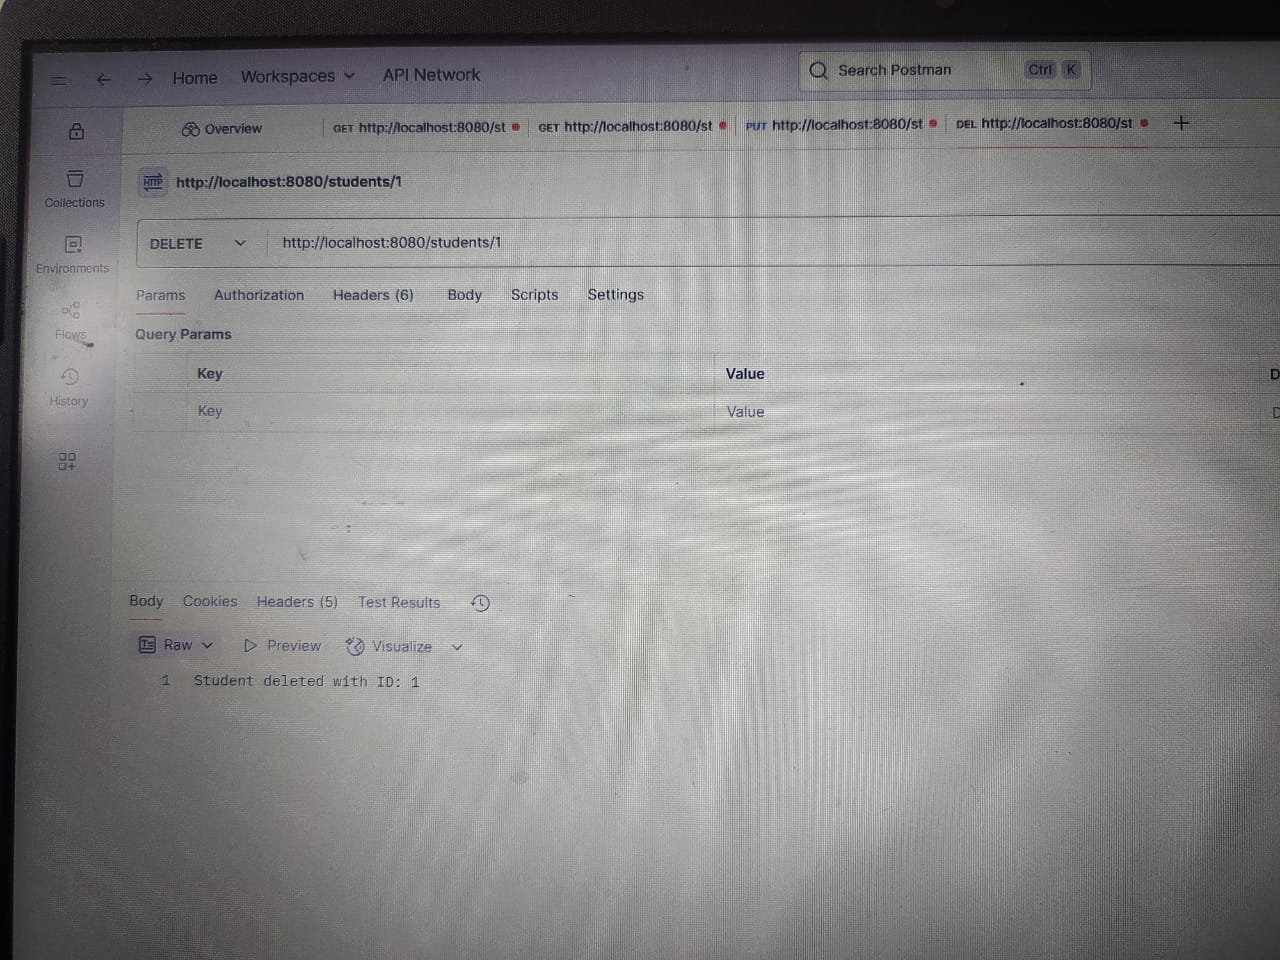 Home Workspaces API Network Search Postman Ctrl K
Overview GET http://localhost:8080/st GET http://localhost:8080/st PUT http://localhost:8080/st DEL http://localhost:8080/st +
HTTP http://localhost:8080/students/1
Collections
DELETE http://localhost:8080/students/1
Environments
Params Authorization Headers (6) Body Scripts Settings
Flows
Query Params
Key Value D
History
Key Value D
Body Cookies Headers (5) Test Results
Raw Preview Visualize
1 Student deleted with ID: 1